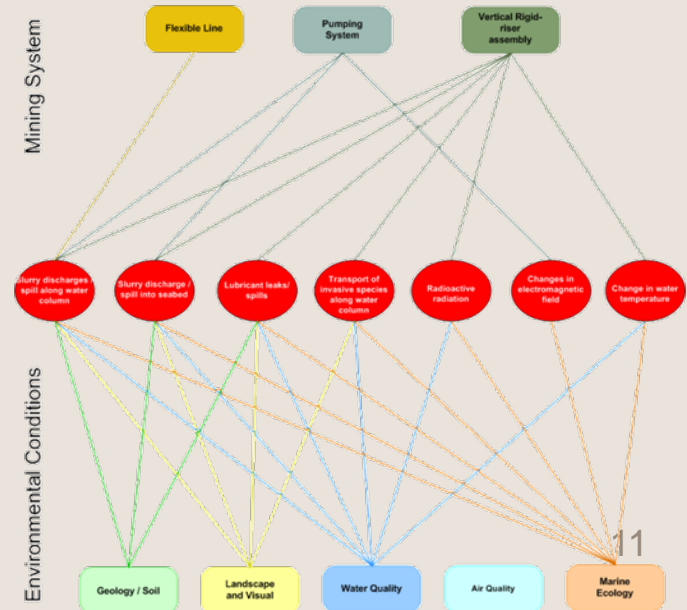 Mining System
Flexible Line
Pumping
System
Vertical Rigid-
riser
assembly
Slurry discharges /
spill along water
column
Slurry discharge /
spill into seabed
Lubricant leaks/
spills
Transport of
invasive species
along water
column
Radioactive
radiation
Changes in
electromagnetic
field
Change in water
temperature
Environmental Conditions
11
Geology / Soil
Landscape
and Visual
Water Quality
Air Quality
Marine
Ecology